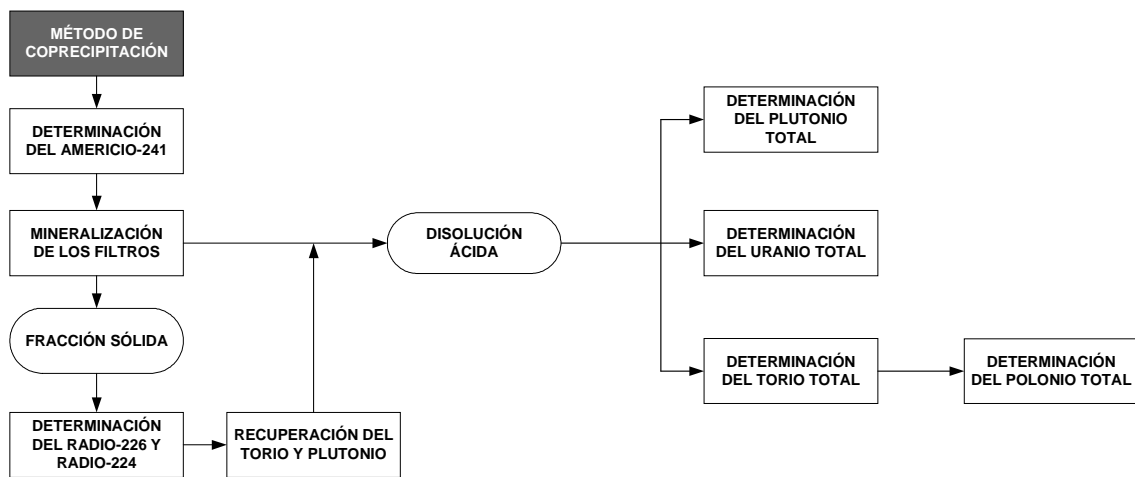 MÉTODO DE
COPRECIPITACIÓN
DETERMINACIÓN
DEL AMERICIO-241
MINERALIZACIÓN
DE LOS FILTROS
FRACCIÓN SÓLIDA
DETERMINACIÓN
DEL RADIO-226 Y
RADIO-224
RECUPERACIÓN DEL
TORIO Y PLUTONIO
DISOLUCIÓN
ÁCIDA
DETERMINACIÓN
DEL PLUTONIO
TOTAL
DETERMINACIÓN
DEL URANIO TOTAL
DETERMINACIÓN
DEL TORIO TOTAL
DETERMINACIÓN
DEL POLONIO TOTAL